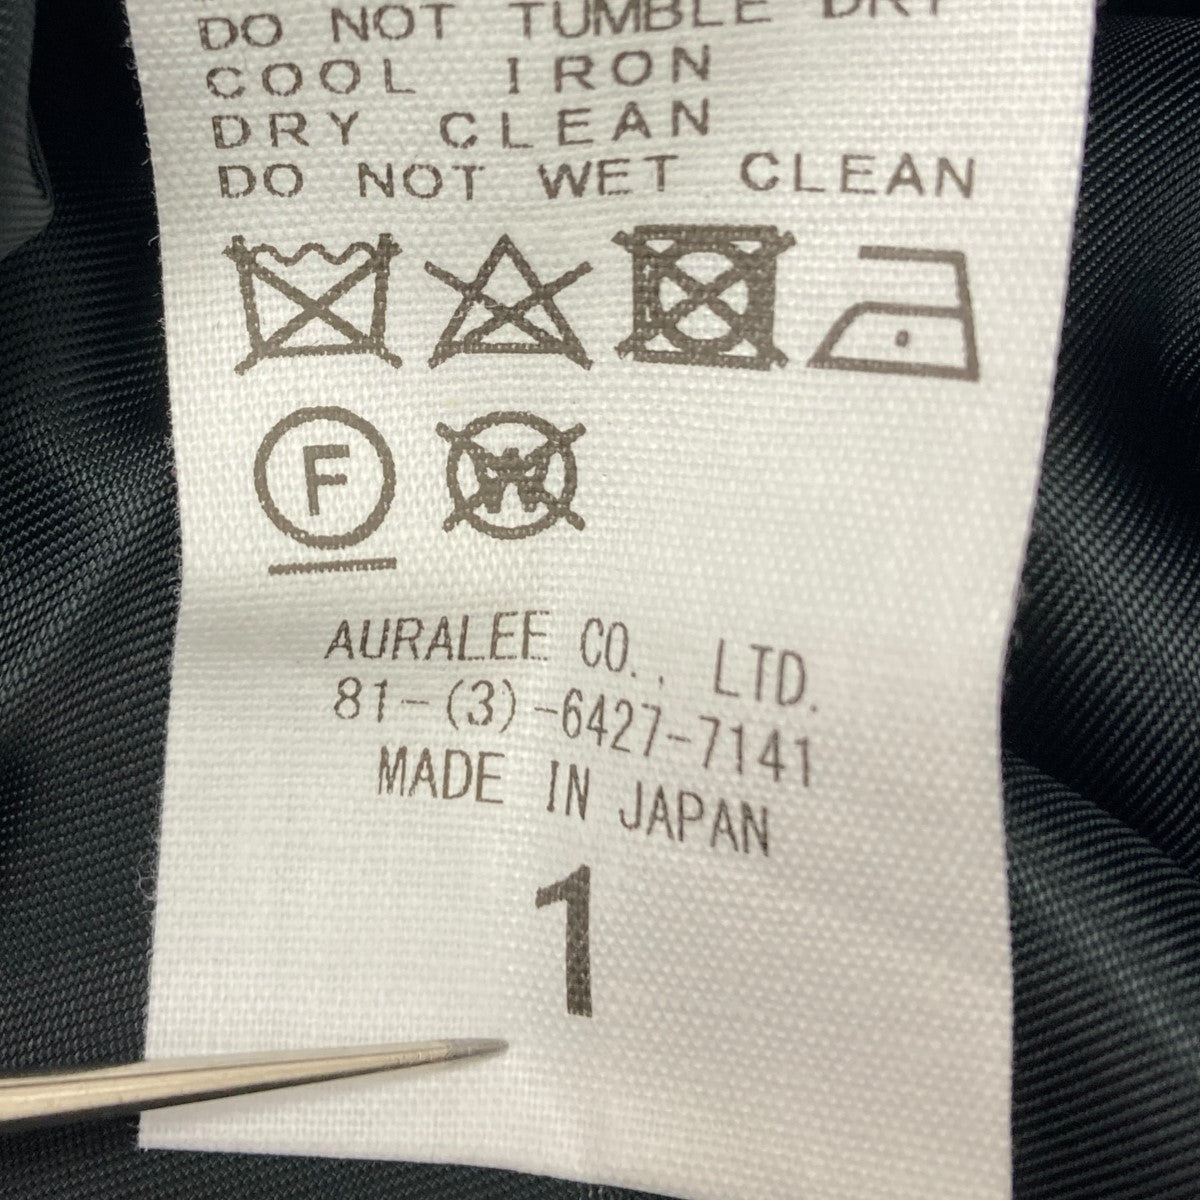 DO NOT TUMBLE DRY
COOL IRON
DRY CLEAN
DO NOT WET CLEAN
F W
AURALEE CO., LTD.
81-(3)-6427-7141
MADE IN JAPAN
1